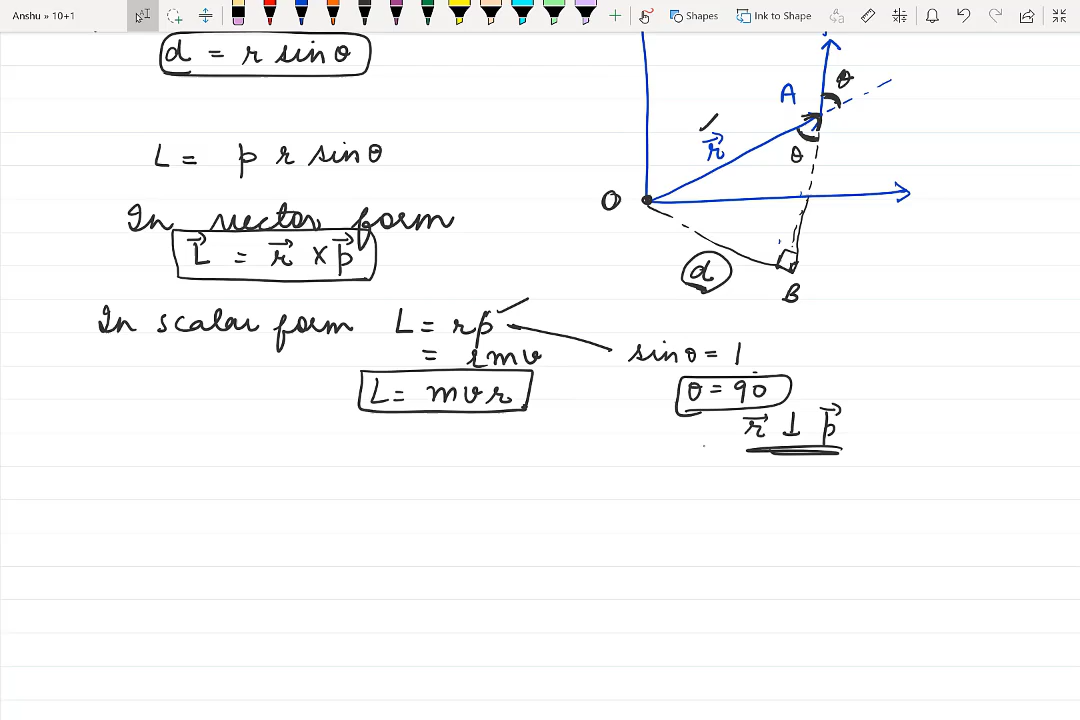 Anshu » 10+1
Shapes
Ink to Shape
d = r sinθ
L = p r sinθ
In vector form
L⃗ = r⃗ × p⃗
In scalar form L = rp
= rmv
L = mvr
sinθ = 1
θ = 90
r⃗ ⊥ p⃗
A
θ
r⃗
θ
O
d
B